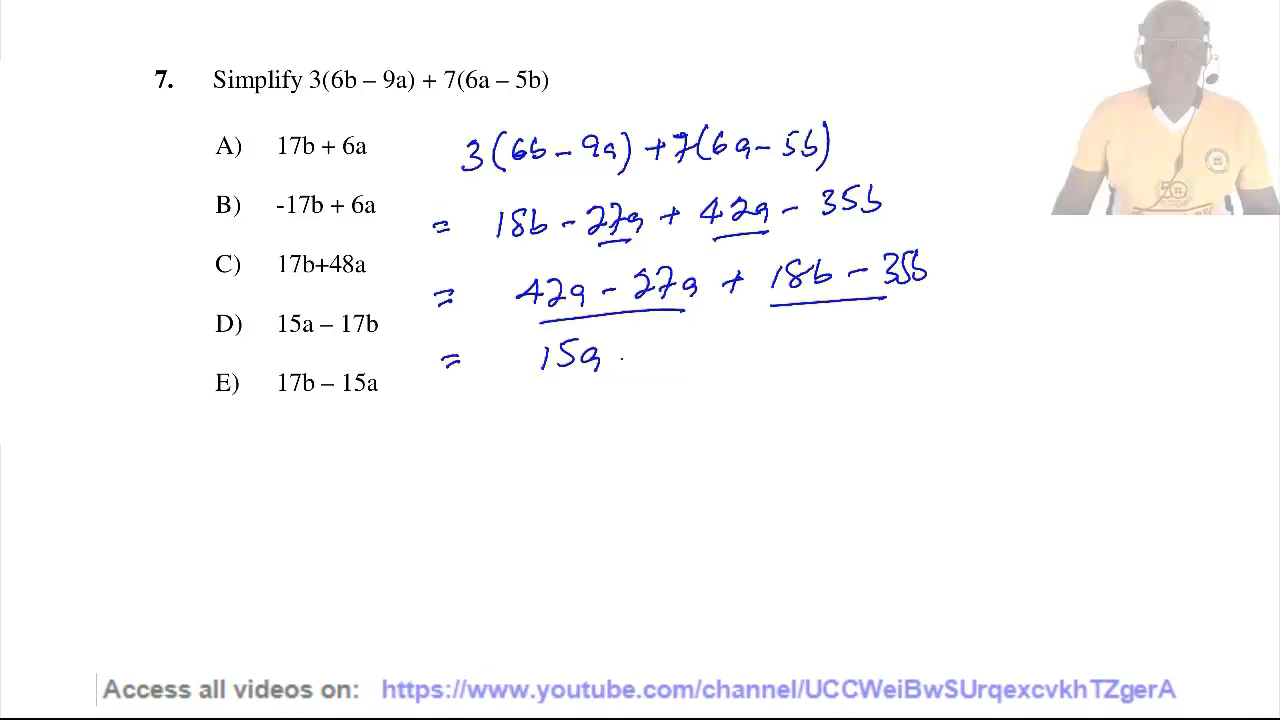 7. Simplify 3(6b – 9a) + 7(6a – 5b)
A) 17b + 6a
B) -17b + 6a
C) 17b+48a
D) 15a – 17b
E) 17b – 15a
3(6b - 9a) + 7(6a - 5b)
= 18b - 27a + 42a - 35b
= 42a - 27a + 18b - 35b
= 15a .
50
Access all videos on: https://www.youtube.com/channel/UCCWeiBwSUrqexcvkhTZgerA